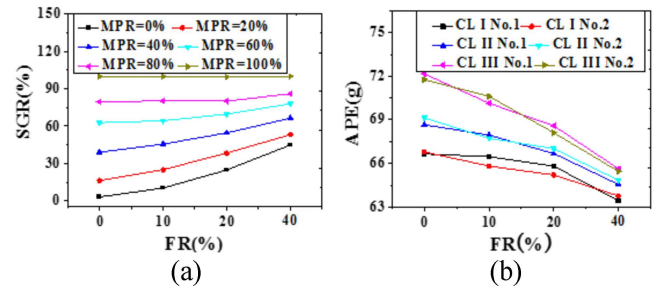 150
120
90
60
30
0
SGR(%)
MPR=0% MPR=20%
MPR=40% MPR=60%
MPR=80% MPR=100%
0 10 20 40
FR(%)
(a)
75
72
69
66
63
APE(g)
CL I No.1 CL I No.2
CL II No.1 CL II No.2
CL III No.1 CL III No.2
0 10 20 40
FR(%)
(b)